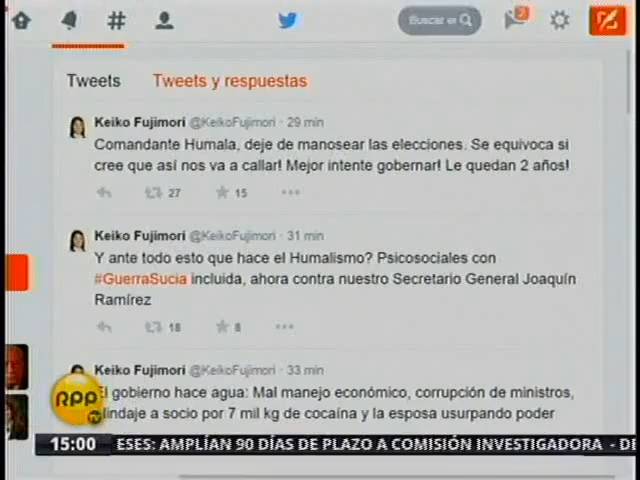 Buscar en
2
Tweets Tweets y respuestas
Keiko Fujimori @KeikoFujimori · 29 min
Comandante Humala, deje de manosear las elecciones. Se equivoca si
cree que así nos va a callar! Mejor intente gobernar! Le quedan 2 años!
27 15
Keiko Fujimori @KeikoFujimori · 31 min
Y ante todo esto que hace el Humalismo? Psicosociales con
#GuerraSucia incluida, ahora contra nuestro Secretario General Joaquín
Ramírez
18 8
Keiko Fujimori @KeikoFujimori · 33 min
El gobierno hace agua: Mal manejo económico, corrupción de ministros,
lindaje a socio por 7 mil kg de cocaína y la esposa usurpando poder
RPP TV
15:00 ESES: AMPLÍAN 90 DÍAS DE PLAZO A COMISIÓN INVESTIGADORA - DE